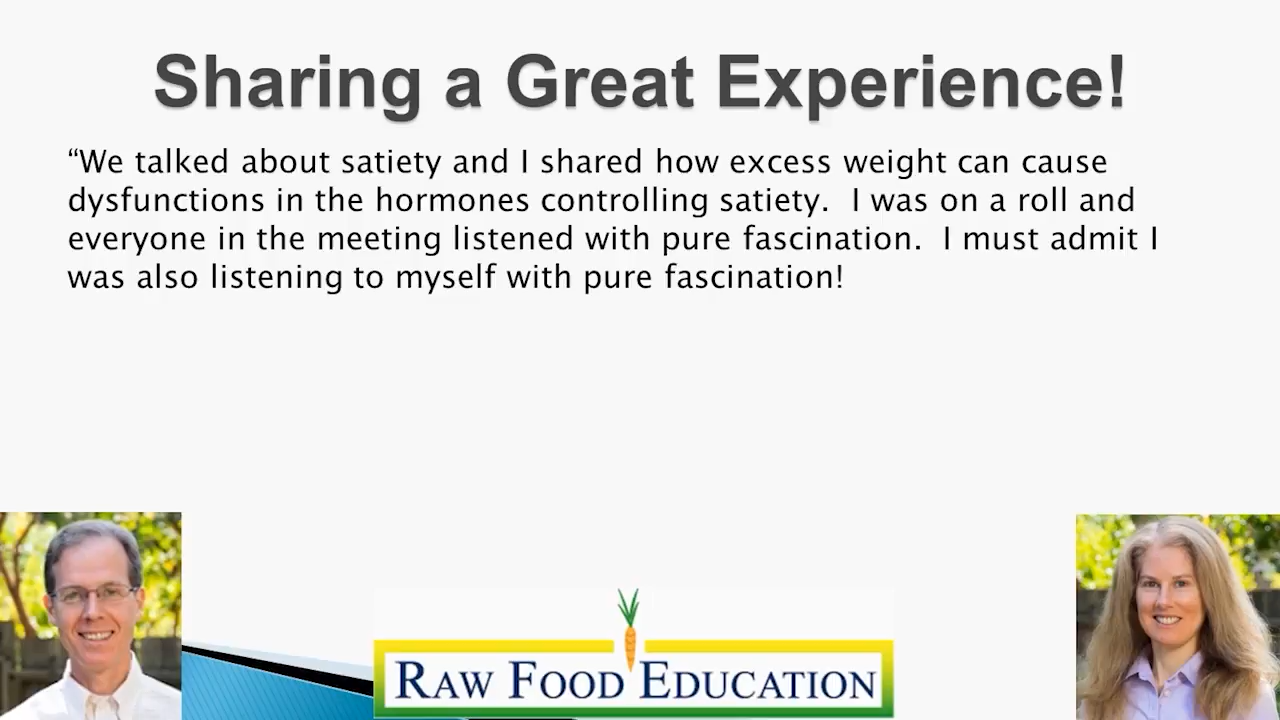 Sharing a Great Experience!
“We talked about satiety and I shared how excess weight can cause
dysfunctions in the hormones controlling satiety.  I was on a roll and
everyone in the meeting listened with pure fascination.  I must admit I
was also listening to myself with pure fascination!
RAW FOOD EDUCATION